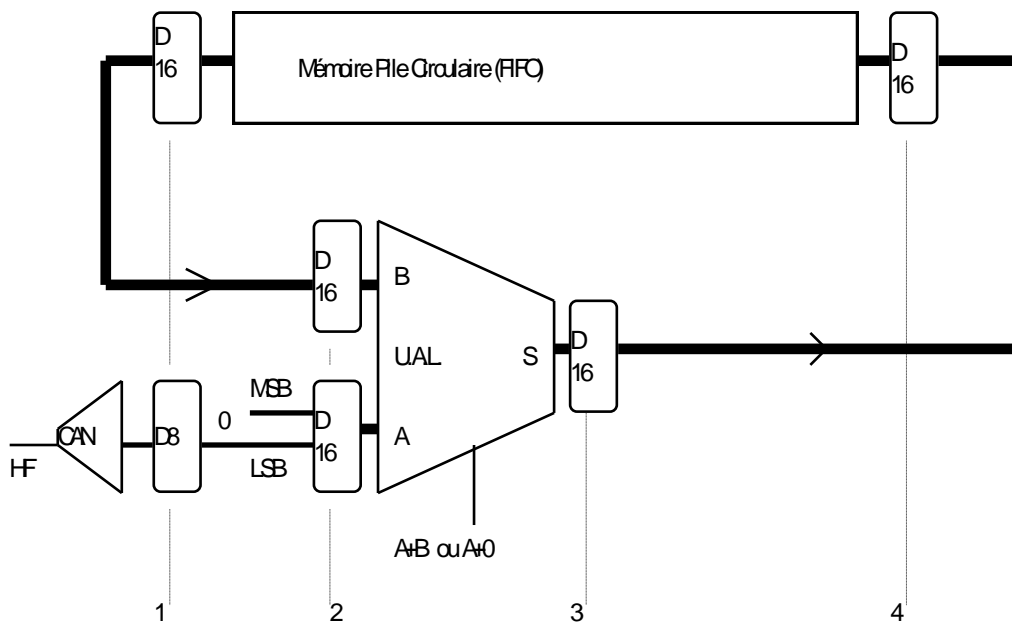 D
16
Mémoire Pile Circulaire (FIFO)
D
16
D
16
B
UAL
S
D
16
MSB
0
D
16
A
CAN
D8
HF
LSB
A+B ou A+0
1
2
3
4